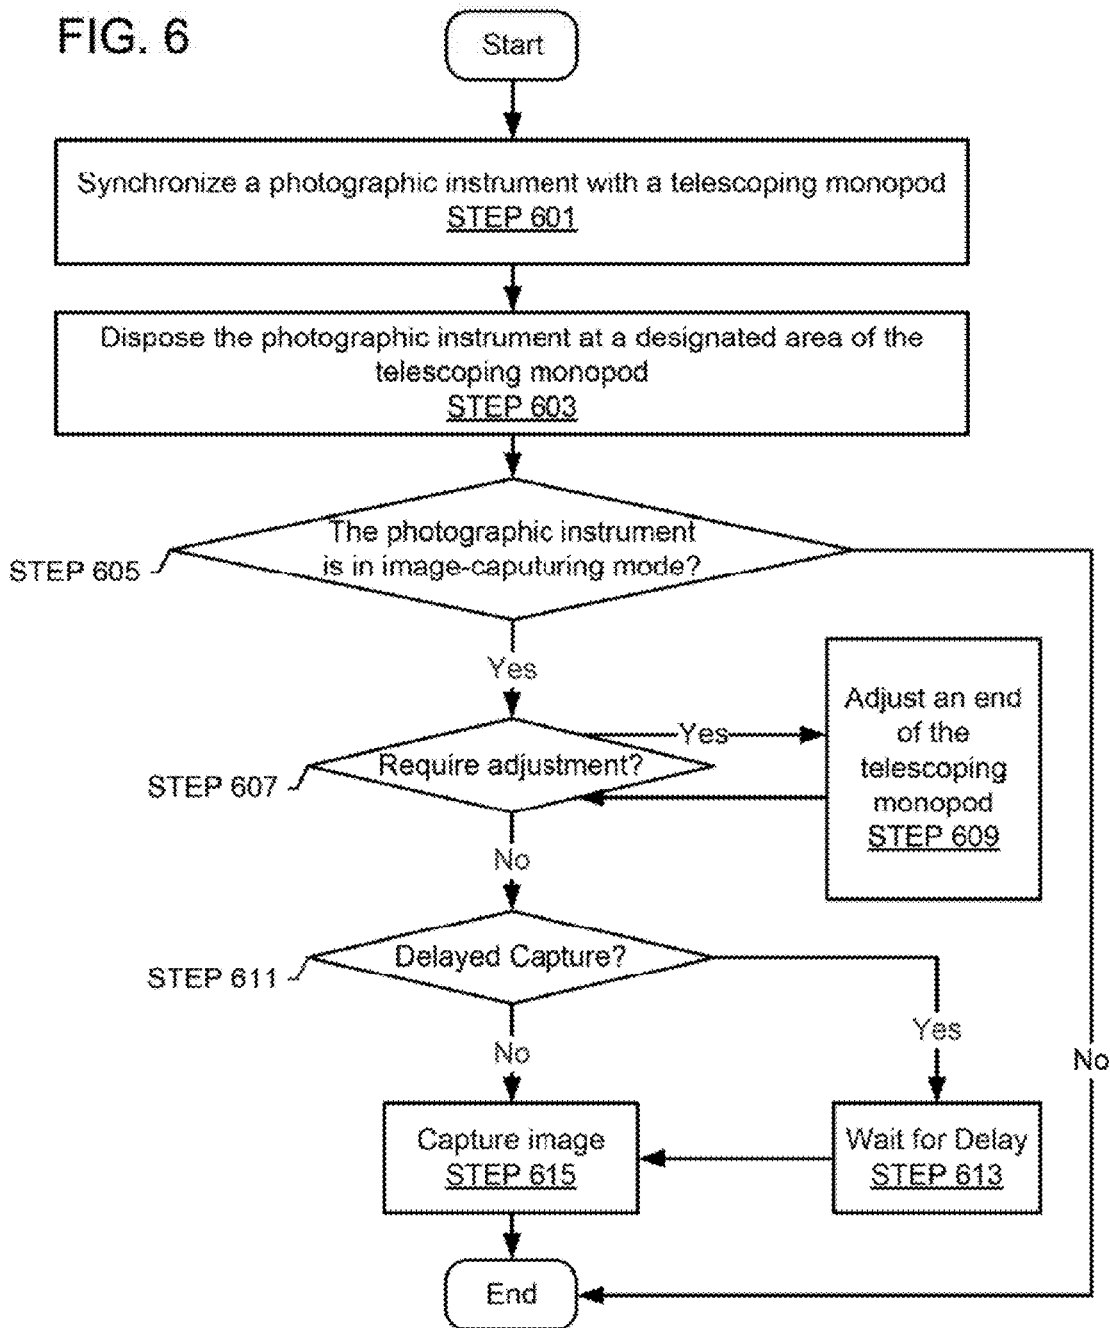 FIG. 6
Start
Synchronize a photographic instrument with a telescoping monopod
STEP 601
Dispose the photographic instrument at a designated area of the
telescoping monopod
STEP 603
The photographic instrument
is in image-caputuring mode?
STEP 605
Yes
Require adjustment?
STEP 607
Yes
Adjust an end
of the
telescoping
monopod
STEP 609
No
Delayed Capture?
STEP 611
Yes
No
No
Capture image
STEP 615
Wait for Delay
STEP 613
End